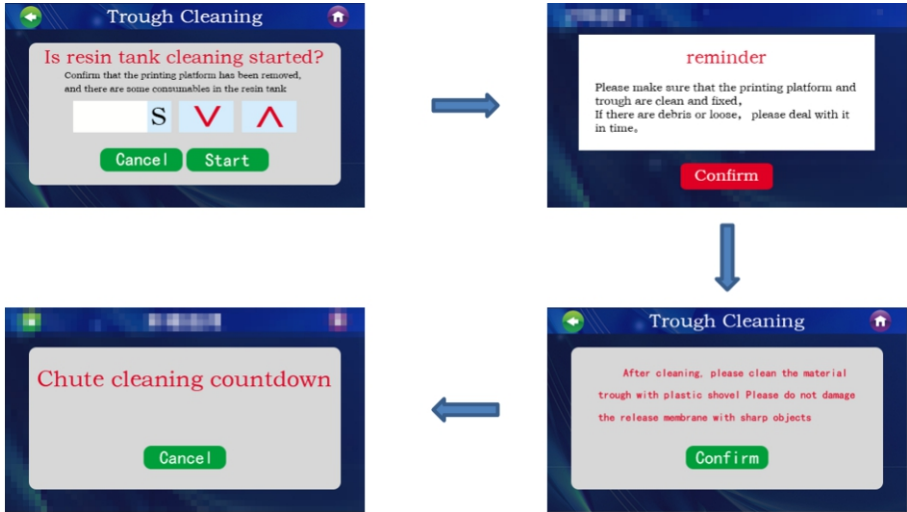 Trough Cleaning
Is resin tank cleaning started?
Confirm that the printing platform has been removed,
and there are some consumables in the resin tank
S
Cancel Start
reminder
Please make sure that the printing platform and
trough are clean and fixed,
If there are debris or loose, please deal with it
in time。
Confirm
Trough Cleaning
After cleaning, please clean the material
trough with plastic shovel Please do not damage
the release membrane with sharp objects
Confirm
Chute cleaning countdown
Cancel